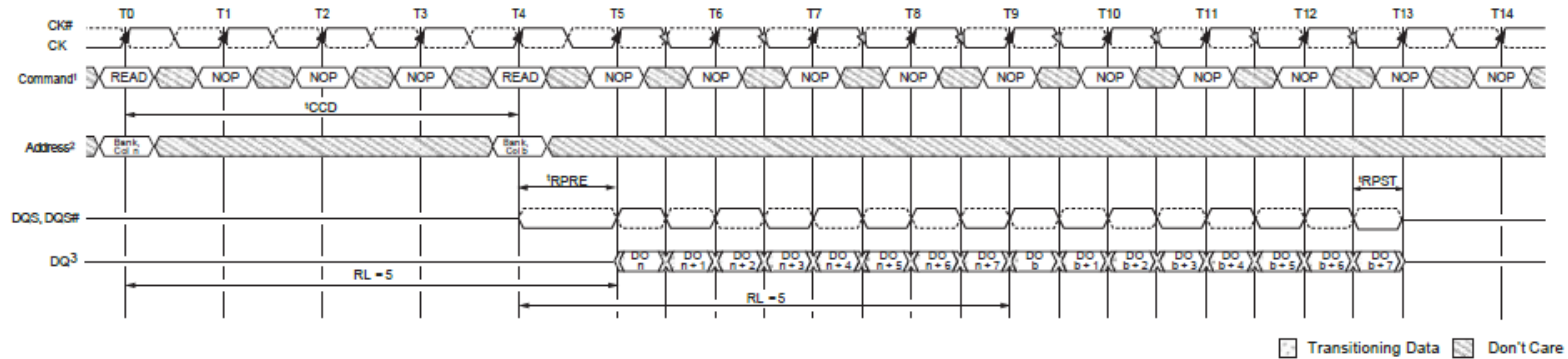 T0 T1 T2 T3 T4 T5 T6 T7 T8 T9 T10 T11 T12 T13 T14
CK#
CK
Command1 READ NOP NOP NOP READ NOP NOP NOP NOP NOP NOP NOP NOP NOP NOP
tCCD
Address2 Bank, Col n Bank, Col b
tRPRE tRPST
DQS, DQS#
DQ3 DO n DO n + 1 DO n + 2 DO n + 3 DO n + 4 DO n + 5 DO n + 6 DO n + 7 DO b DO b + 1 DO b + 2 DO b + 3 DO b + 4 DO b + 5 DO b + 6 DO b + 7
RL = 5
RL = 5
Transitioning Data Don't Care